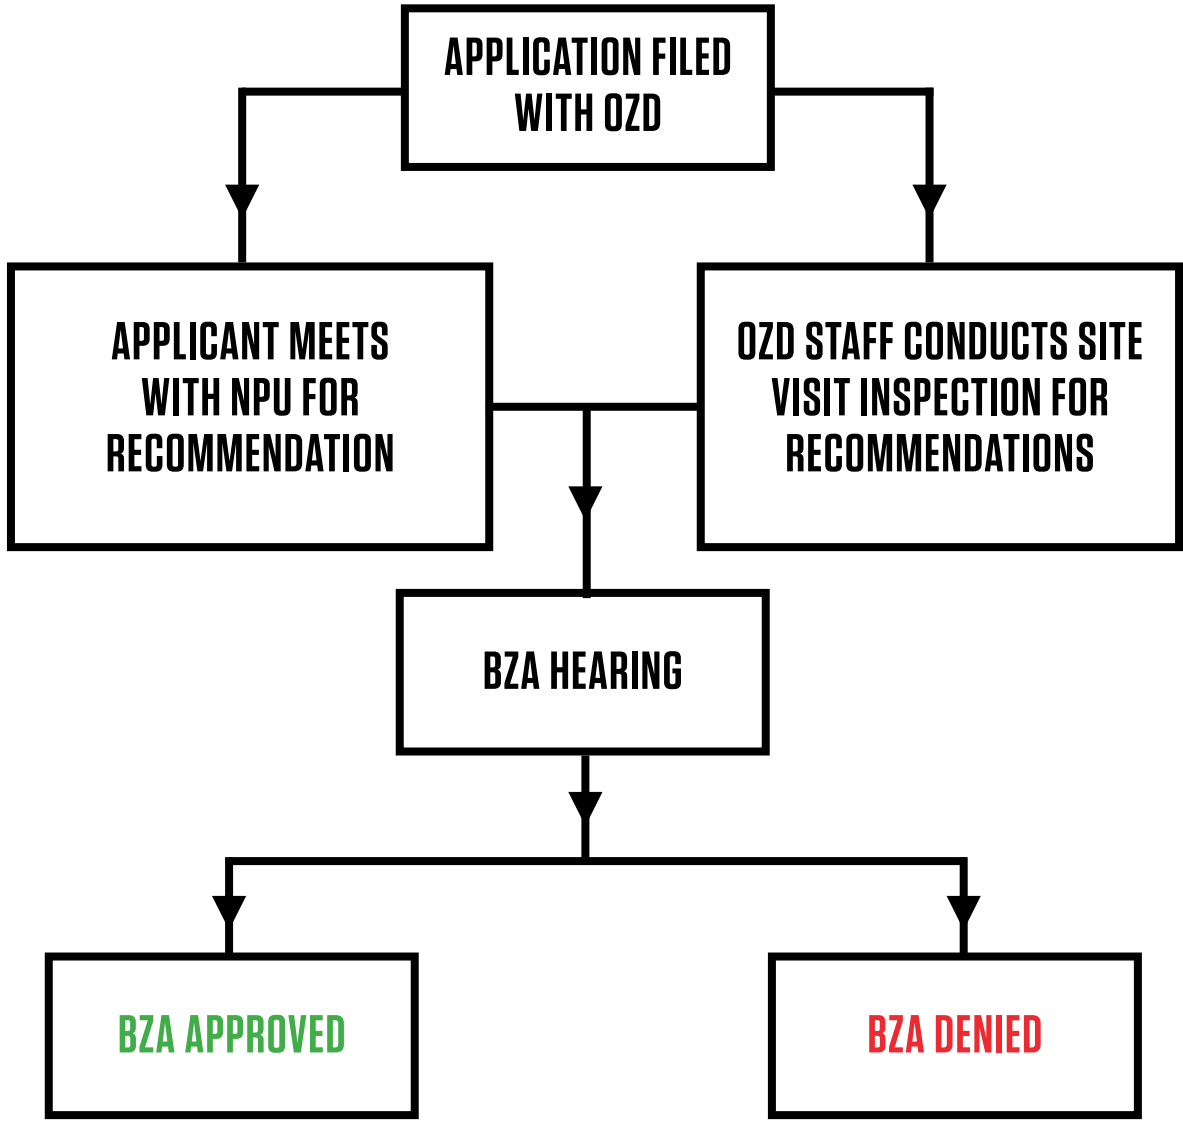 APPLICATION FILED
WITH OZD
APPLICANT MEETS
WITH NPU FOR
RECOMMENDATION
OZD STAFF CONDUCTS SITE
VISIT INSPECTION FOR
RECOMMENDATIONS
BZA HEARING
BZA APPROVED
BZA DENIED